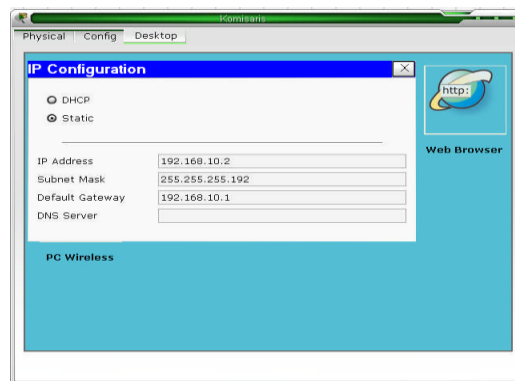 Komisaris
Physical Config Desktop
IP Configuration
http:
DHCP
Static
Web Browser
IP Address 192.168.10.2
Subnet Mask 255.255.255.192
Default Gateway 192.168.10.1
DNS Server
PC Wireless